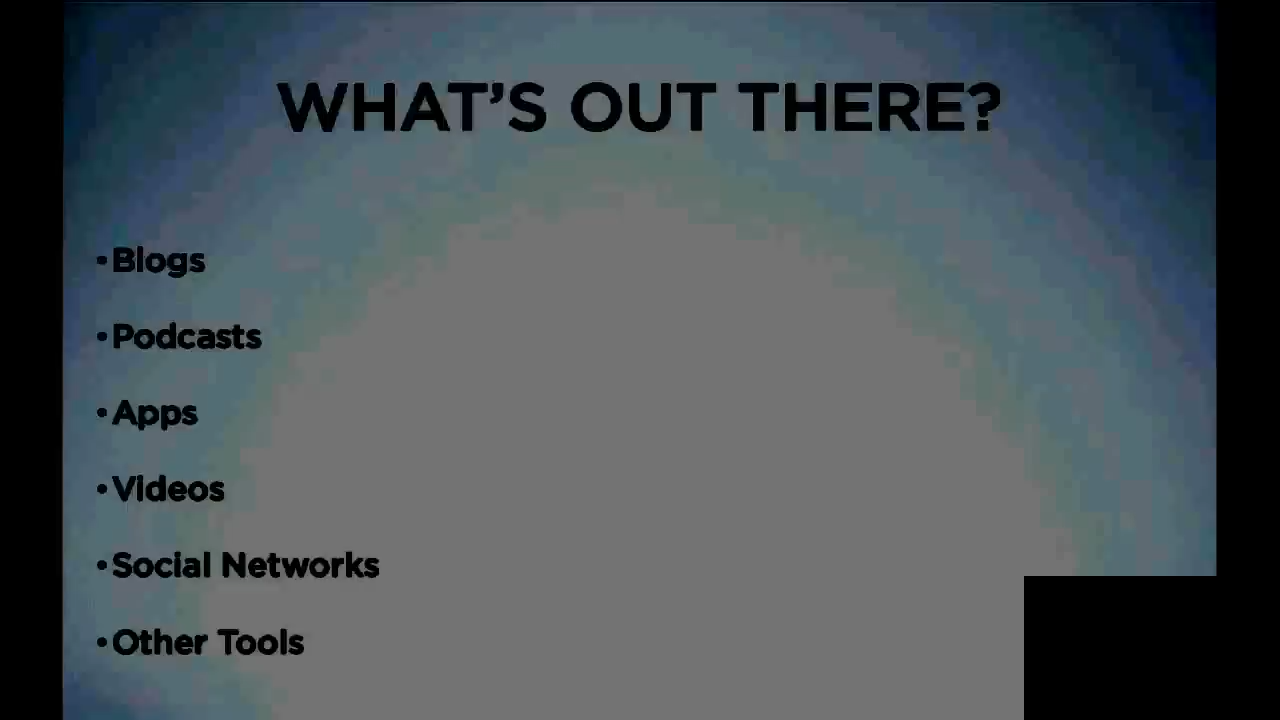 WHAT’S OUT THERE?
•Blogs
•Podcasts
•Apps
•Videos
•Social Networks
•Other Tools